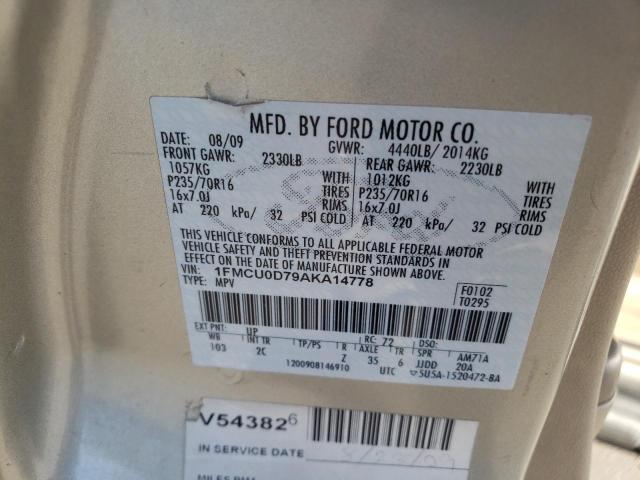 MFD. BY FORD MOTOR CO.
DATE: 08/09 GVWR: 4440LB/ 2014KG
FRONT GAWR: 2330LB REAR GAWR: 2230LB
1057KG WITH 1012KG WITH
P235/70R16 TIRES P235/70R16 TIRES
16x7.0J RIMS 16x7.0J RIMS
AT 220 kPa/ 32 PSI COLD AT 220 kPa/ 32 PSI COLD
THIS VEHICLE CONFORMS TO ALL APPLICABLE FEDERAL MOTOR
VEHICLE SAFETY AND THEFT PREVENTION STANDARDS IN
EFFECT ON THE DATE OF MANUFACTURE SHOWN ABOVE.
VIN: 1FMCU0D79AKA14778
TYPE: MPV
F0102
T0295
EXT PNT: UP RC: 72 DSO:
WB INT TR TP/PS R AXLE TR SPR AM71A
103 2C Z 35 6 JJDD 20A
1200908146910 UTC 5U5A-1520472-BA
V543826
IN SERVICE DATE